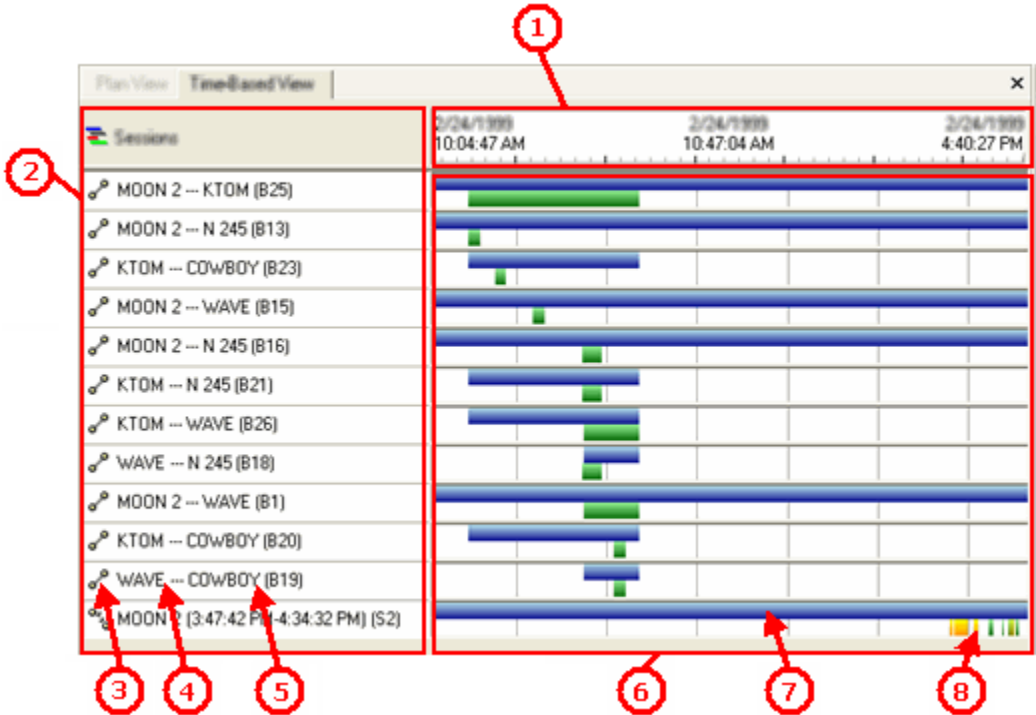 1
Plan View Time-Based View
Sessions
2/24/1999 2/24/1999 2/24/1999
10:04:47 AM 10:47:04 AM 4:40:27 PM
2
MOON 2 --- KTOM (B25)
MOON 2 --- N 245 (B13)
KTOM --- COWBOY (B23)
MOON 2 --- WAVE (B15)
MOON 2 --- N 245 (B16)
KTOM --- N 245 (B21)
KTOM --- WAVE (B26)
WAVE --- N 245 (B18)
MOON 2 --- WAVE (B1)
KTOM --- COWBOY (B20)
WAVE --- COWBOY (B19)
MOON 2 (3:47:42 PM-4:34:32 PM) (S2)
3 4 5 6 7 8